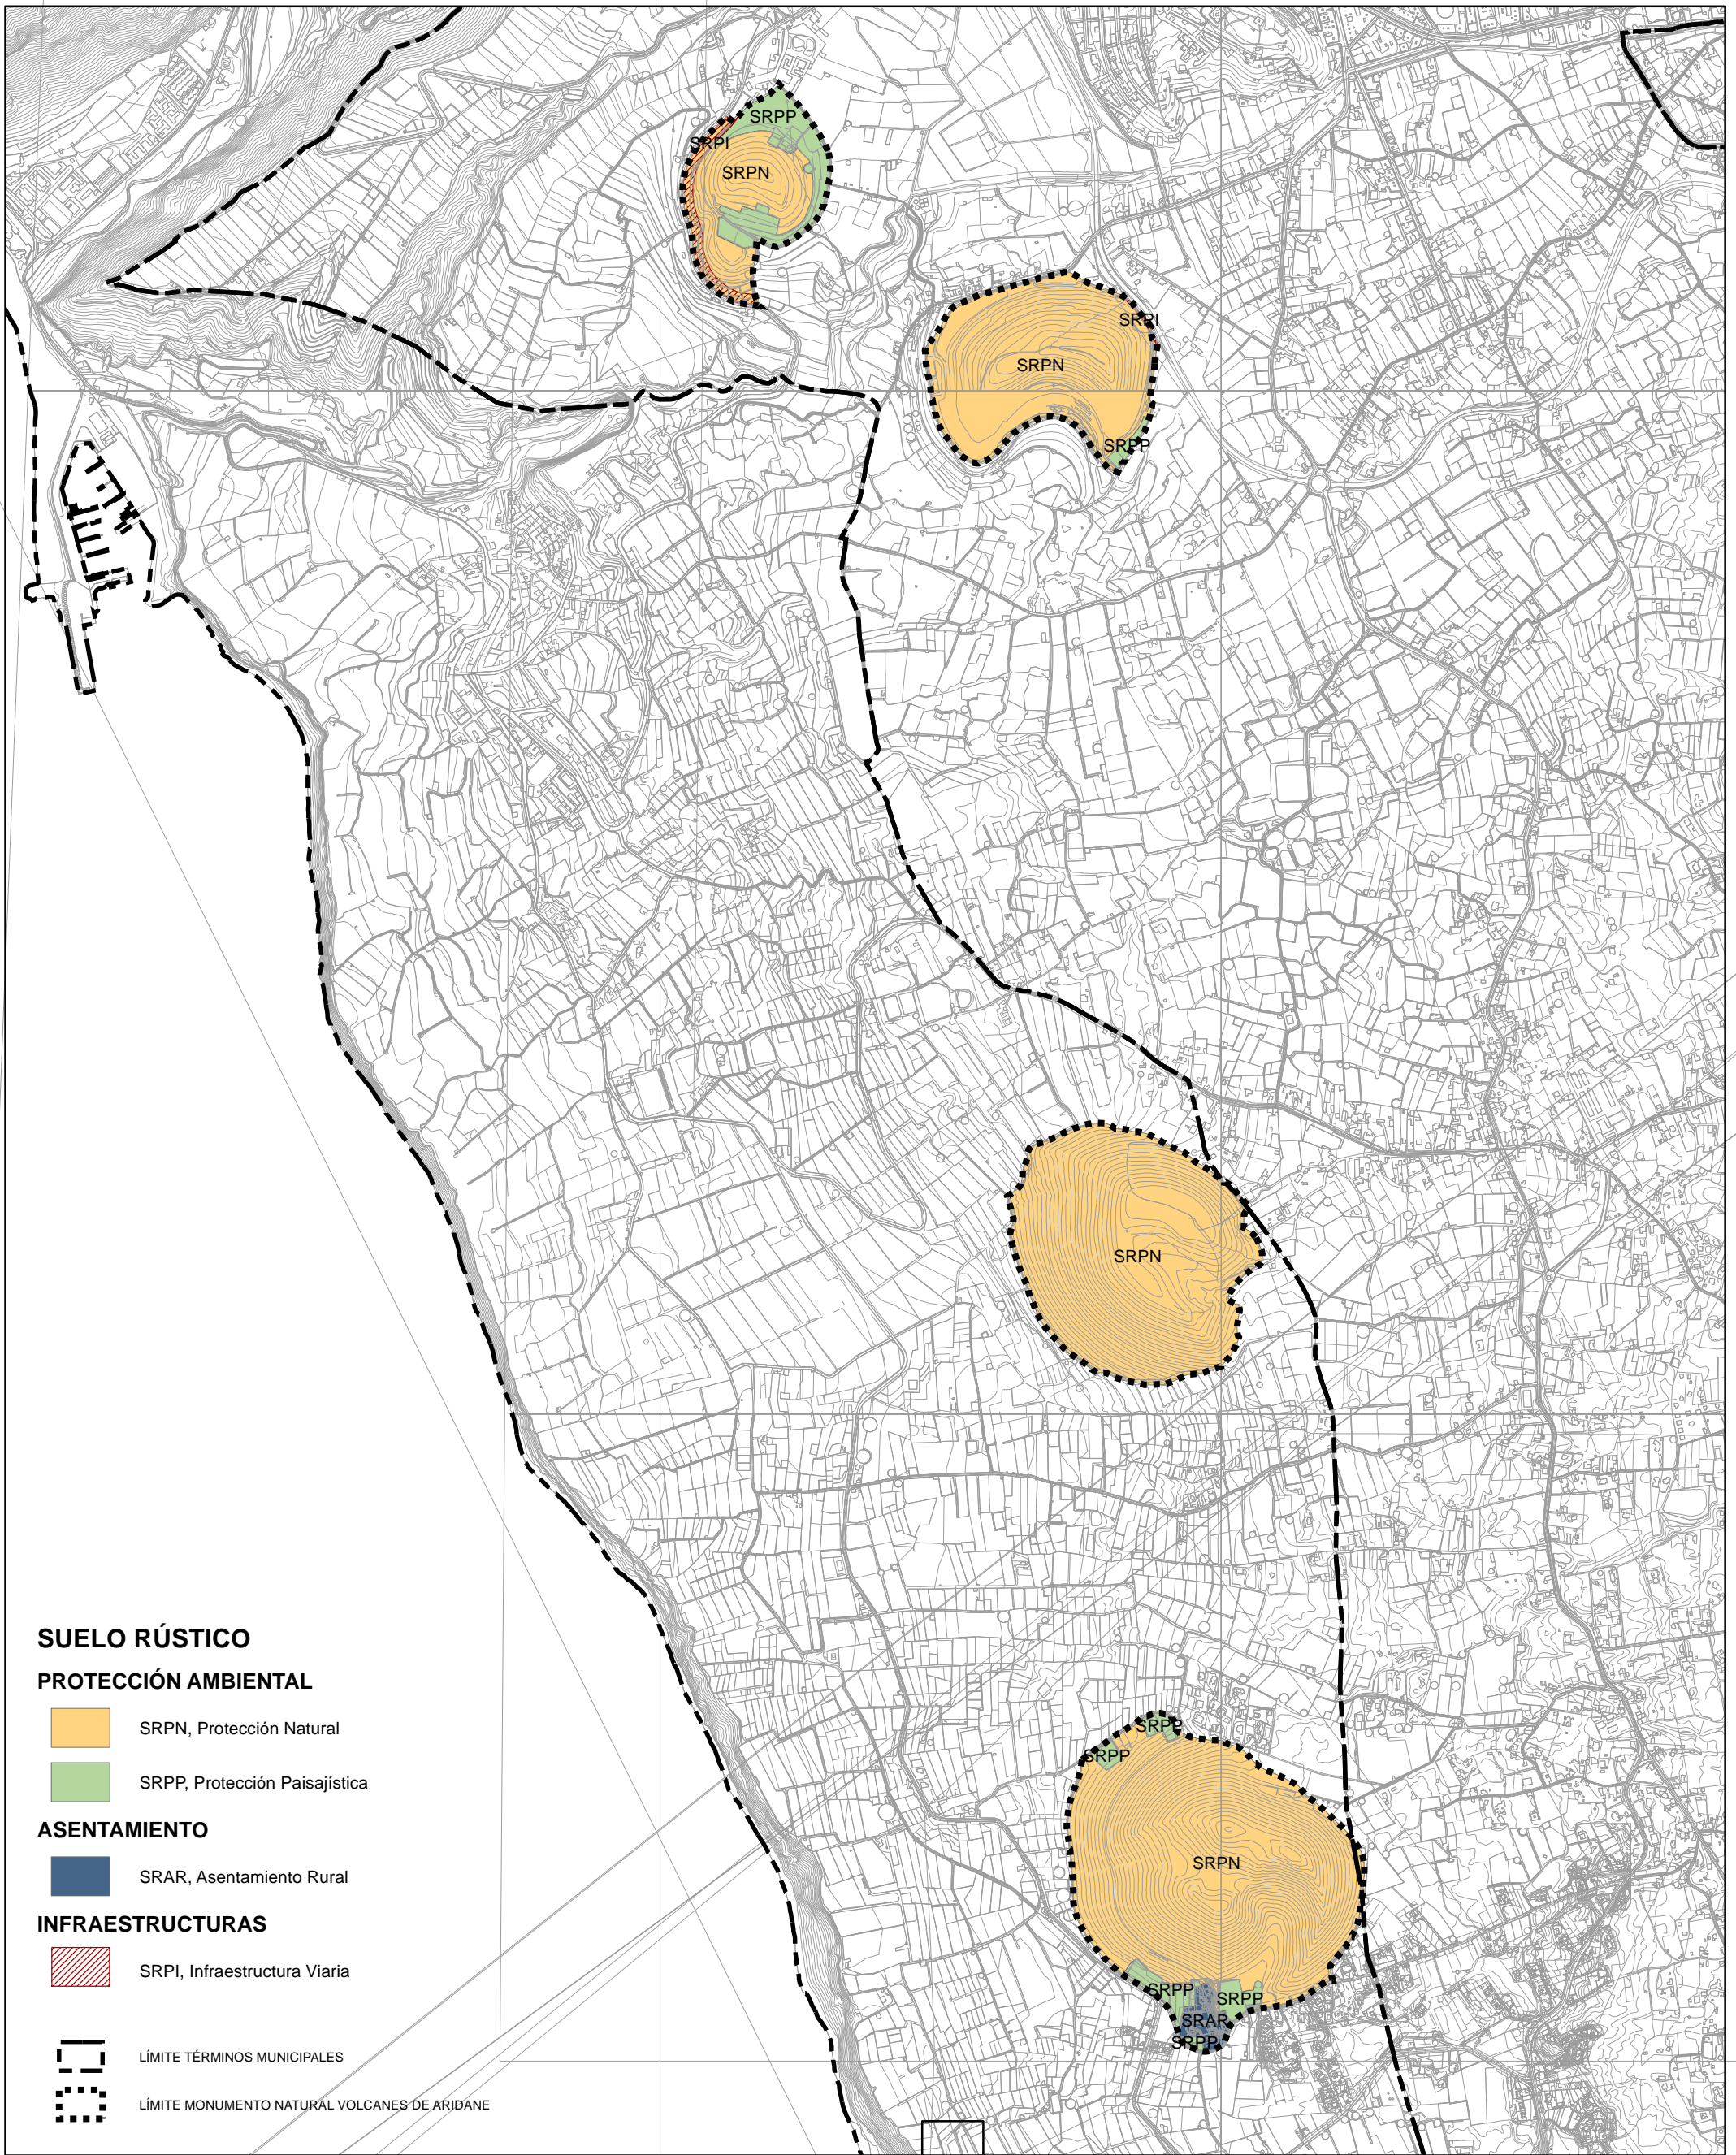 SRPP
SRPI
SRPN
SRPI
SRPN
SRPP
SRPN
SRPP
SRPP
SRPN
SRPP
SRPP
SRAR
SRPP
SUELO RÚSTICO
PROTECCIÓN AMBIENTAL
SRPN, Protección Natural
SRPP, Protección Paisajística
ASENTAMIENTO
SRAR, Asentamiento Rural
INFRAESTRUCTURAS
SRPI, Infraestructura Viaria
LÍMITE TÉRMINOS MUNICIPALES
LÍMITE MONUMENTO NATURAL VOLCANES DE ARIDANE